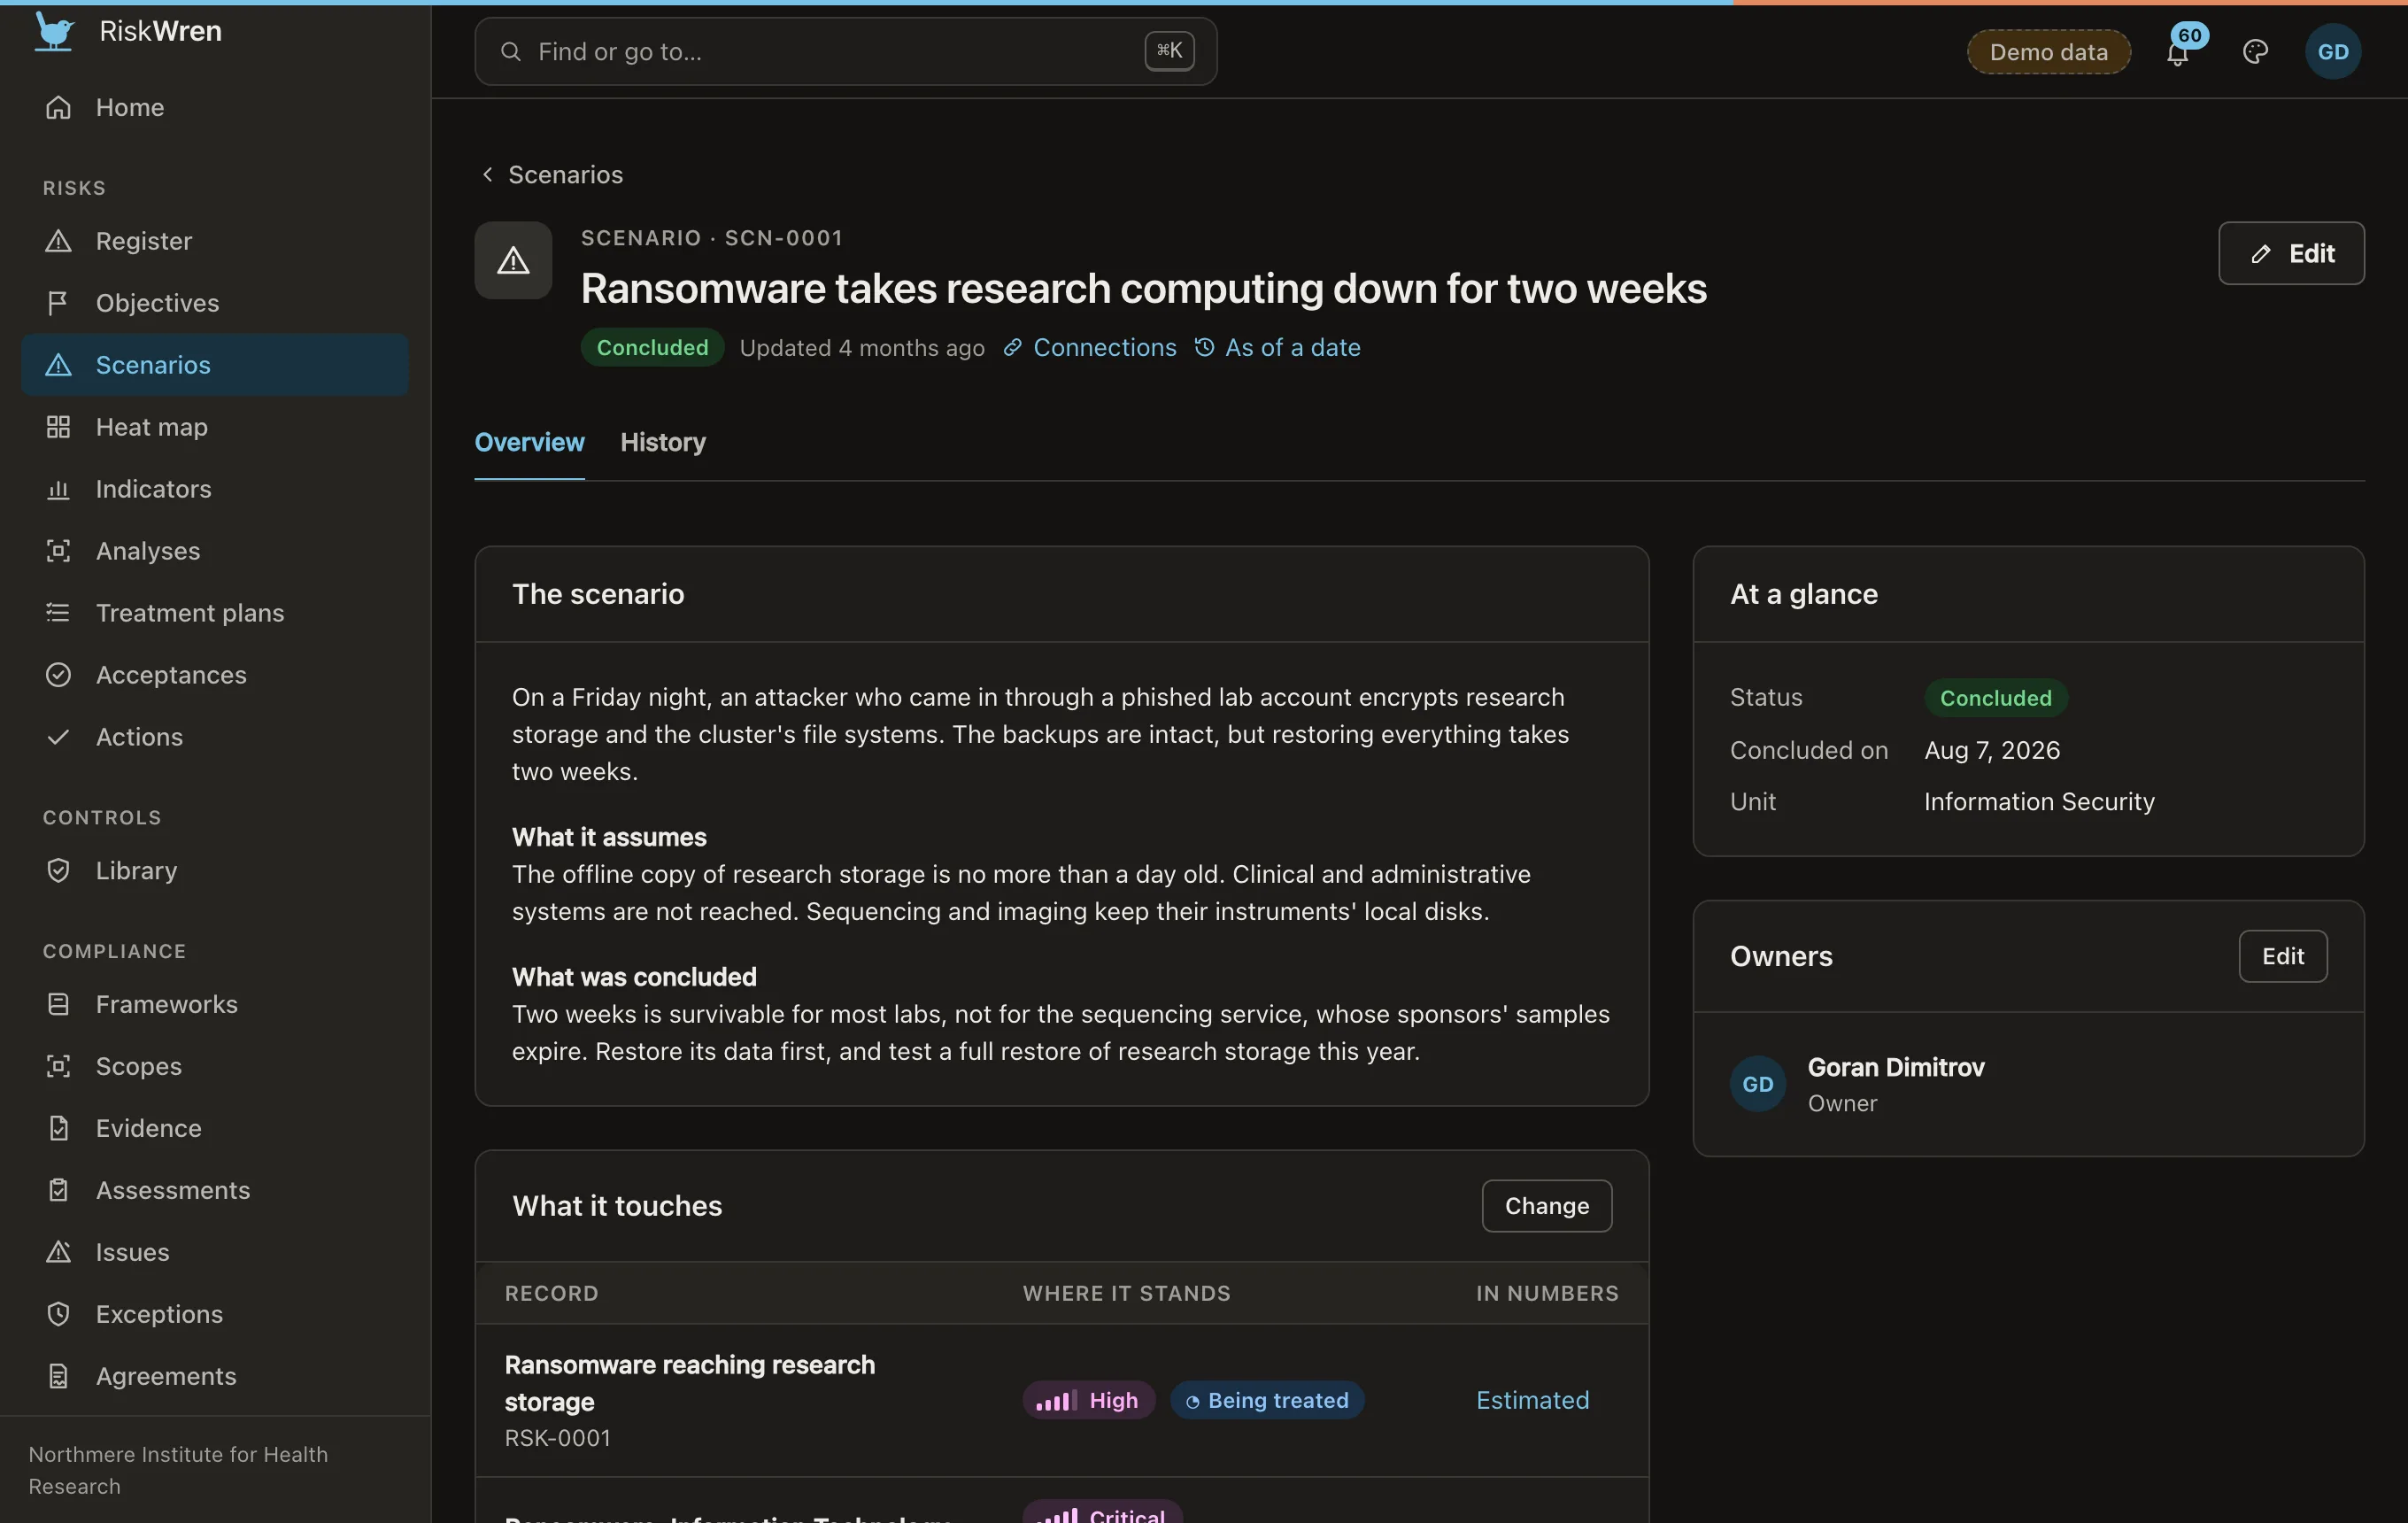 RiskWren
Find or go to...
⌘K
Demo data
60
GD
Home
RISKS
Register
Objectives
Scenarios
Heat map
Indicators
Analyses
Treatment plans
Acceptances
Actions
CONTROLS
Library
COMPLIANCE
Frameworks
Scopes
Evidence
Assessments
Issues
Exceptions
Agreements
Northmere Institute for Health
Research
Scenarios
SCENARIO · SCN-0001
Ransomware takes research computing down for two weeks
Edit
Concluded
Updated 4 months ago
Connections
As of a date
Overview
History
The scenario
On a Friday night, an attacker who came in through a phished lab account encrypts research
storage and the cluster's file systems. The backups are intact, but restoring everything takes
two weeks.
What it assumes
The offline copy of research storage is no more than a day old. Clinical and administrative
systems are not reached. Sequencing and imaging keep their instruments' local disks.
What was concluded
Two weeks is survivable for most labs, not for the sequencing service, whose sponsors' samples
expire. Restore its data first, and test a full restore of research storage this year.
What it touches
Change
RECORD
WHERE IT STANDS
IN NUMBERS
Ransomware reaching research
storage
RSK-0001
High
Being treated
Estimated
Ransomware, Information Technology
Critical
At a glance
Status
Concluded
Concluded on
Aug 7, 2026
Unit
Information Security
Owners
Edit
GD
Goran Dimitrov
Owner